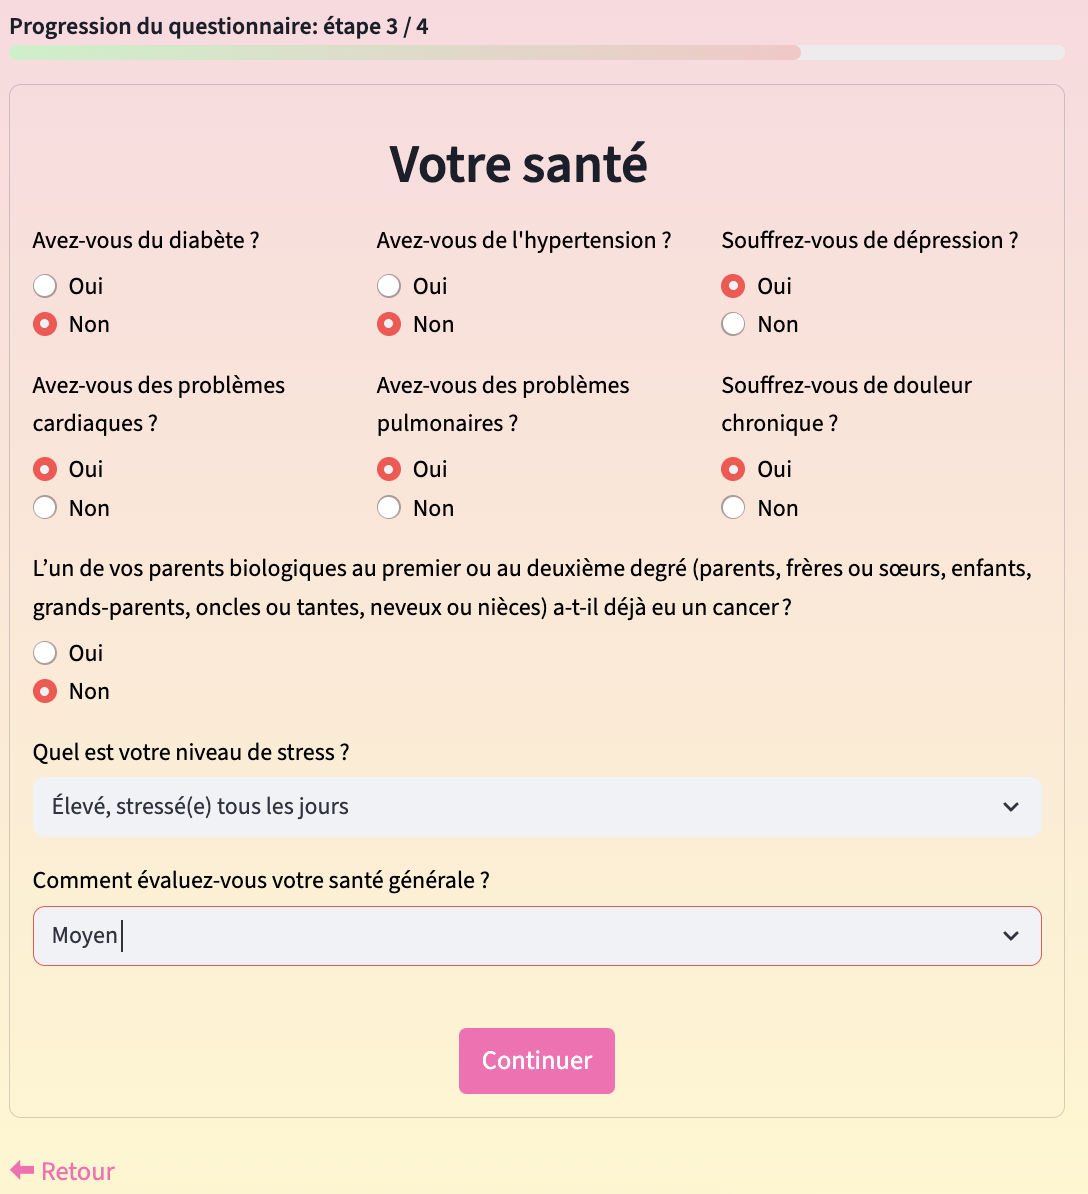 Progression du questionnaire: étape 3 / 4
Votre santé
Avez-vous du diabète ?
Oui
Non
Avez-vous de l'hypertension ?
Oui
Non
Souffrez-vous de dépression ?
Oui
Non
Avez-vous des problèmes
cardiaques ?
Oui
Non
Avez-vous des problèmes
pulmonaires ?
Oui
Non
Souffrez-vous de douleur
chronique ?
Oui
Non
L’un de vos parents biologiques au premier ou au deuxième degré (parents, frères ou sœurs, enfants,
grands-parents, oncles ou tantes, neveux ou nièces) a-t-il déjà eu un cancer ?
Oui
Non
Quel est votre niveau de stress ?
Élevé, stressé(e) tous les jours
Comment évaluez-vous votre santé générale ?
Moyen
Continuer
Retour